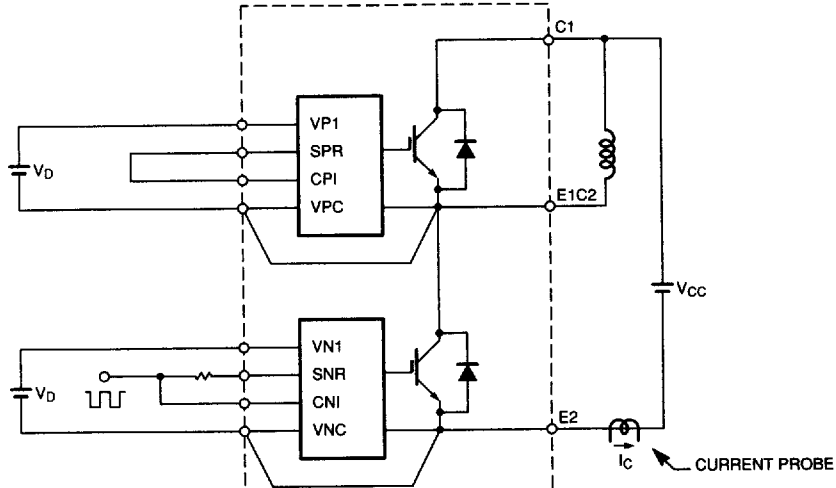 C1
VP1
SPR
CPI
VPC
VD
E1C2
VCC
VN1
SNR
CNI
VNC
VD
E2
IC
CURRENT PROBE